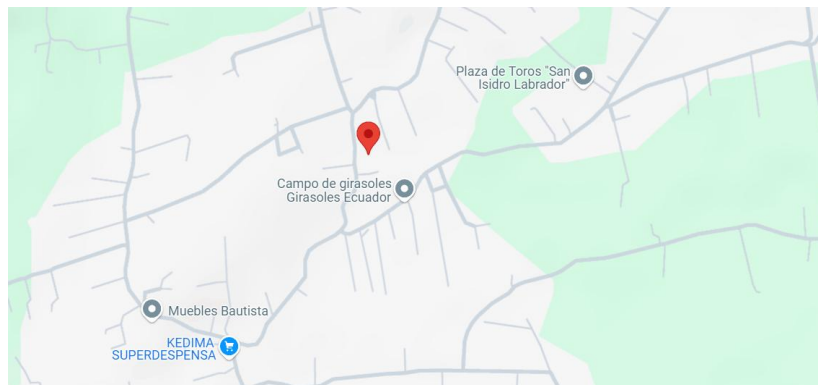 Plaza de Toros "San
Isidro Labrador"
Campo de girasoles
Girasoles Ecuador
Muebles Bautista
KEDIMA
SUPERDESPENSA